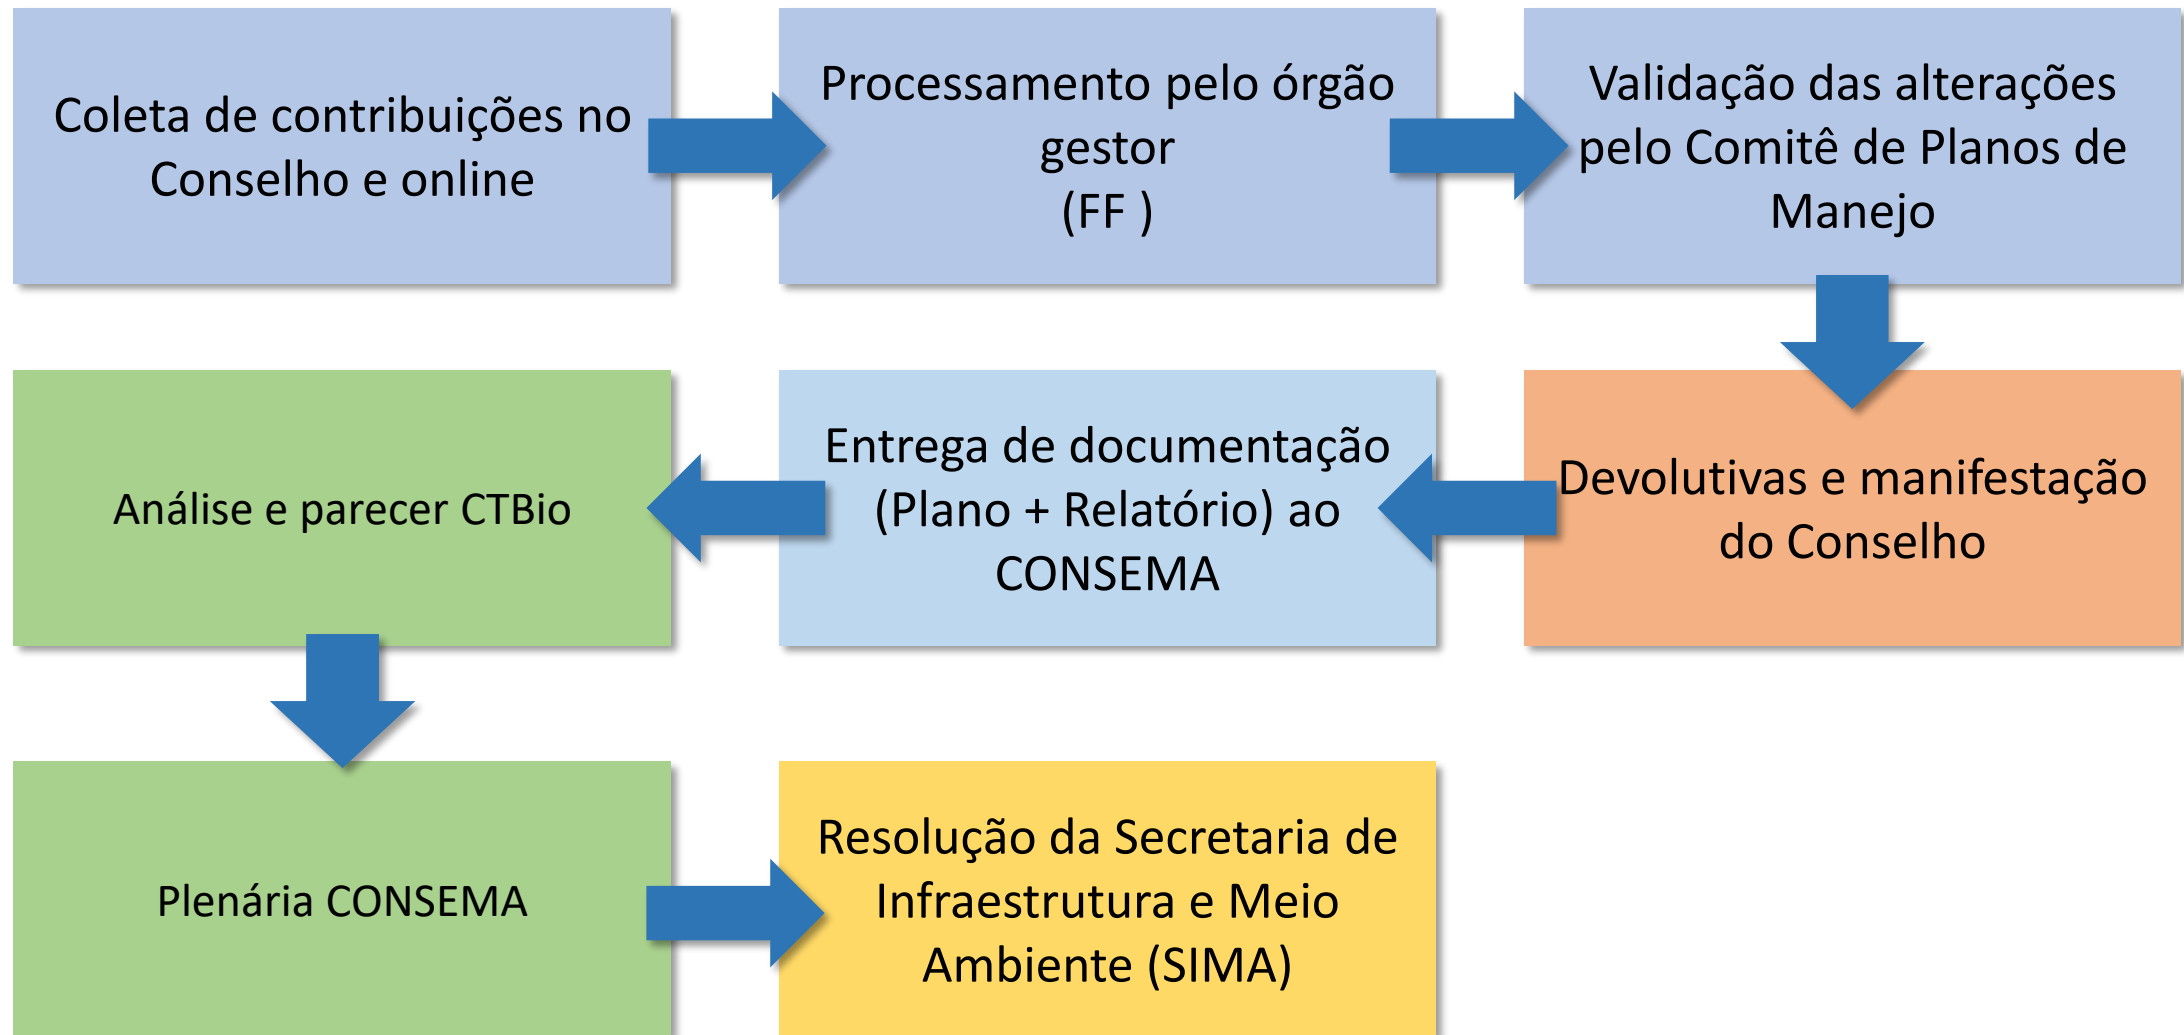 Coleta de contribuições no
Conselho e online
Processamento pelo órgão
gestor
(FF )
Validação das alterações
pelo Comitê de Planos de
Manejo
Devolutivas e manifestação
do Conselho
Entrega de documentação
(Plano + Relatório) ao
CONSEMA
Análise e parecer CTBio
Plenária CONSEMA
Resolução da Secretaria de
Infraestrutura e Meio
Ambiente (SIMA)